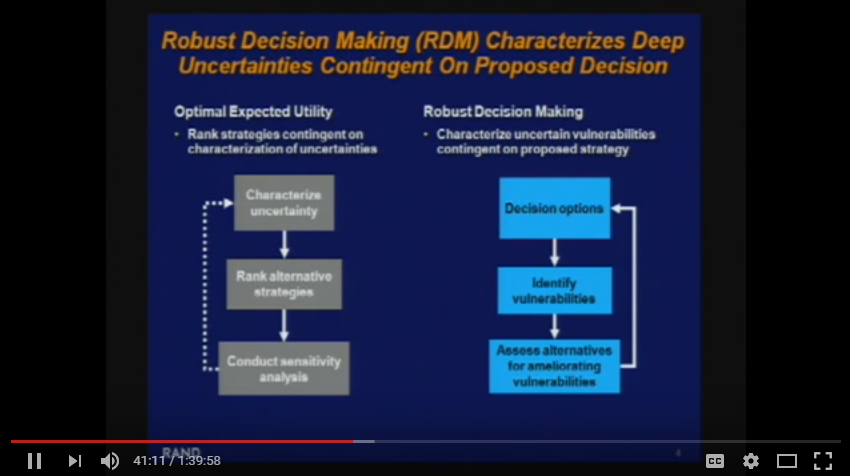 Robust Decision Making (RDM) Characterizes Deep
Uncertainties Contingent On Proposed Decision
Optimal Expected Utility
• Rank strategies contingent on
characterization of uncertainties
Characterize
uncertainty
Rank alternative
strategies
Conduct sensitivity
analysis
Robust Decision Making
• Characterize uncertain vulnerabilities
contingent on proposed strategy
Decision options
Identify
vulnerabilities
Assess alternatives
for ameliorating
vulnerabilities
RAND
4
41:11 / 1:39:58
CC